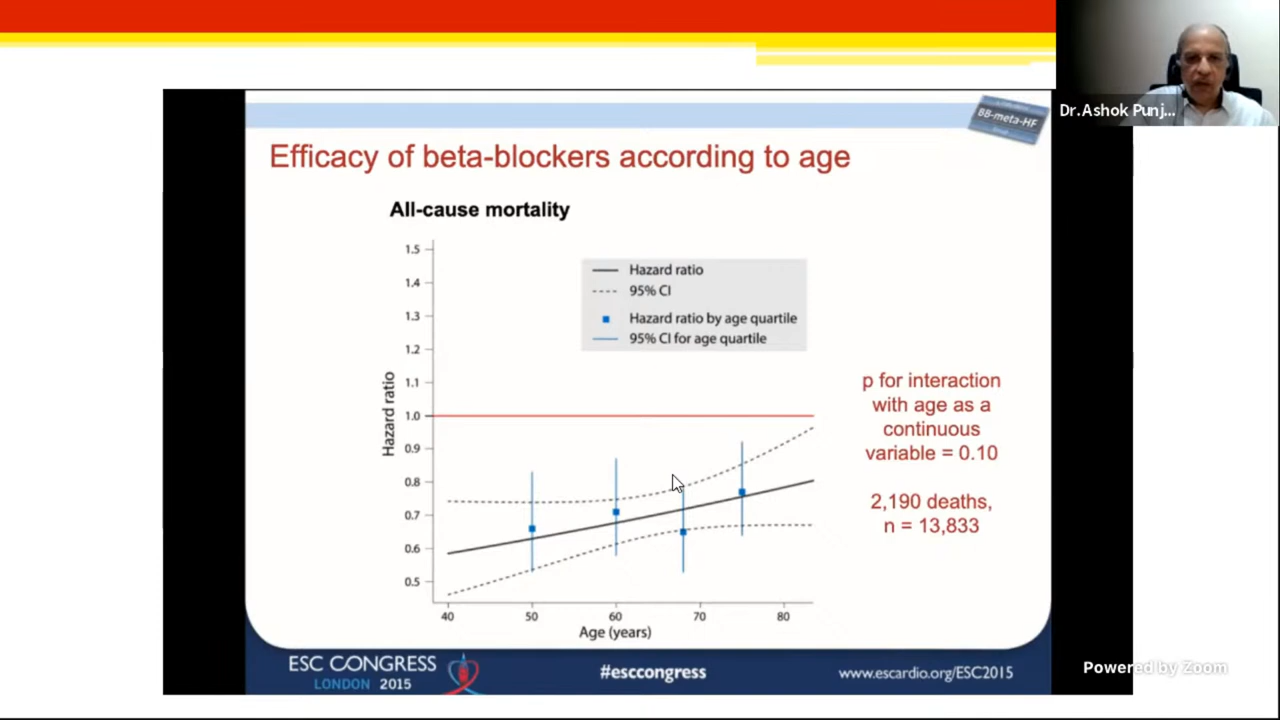 Dr.Ashok Punj...
BB-meta-HF
Efficacy of beta-blockers according to age
All-cause mortality
Hazard ratio
95% CI
Hazard ratio by age quartile
95% CI for age quartile
1.5
1.4
1.3
1.2
1.1
1.0
0.9
0.8
0.7
0.6
0.5
Hazard ratio
40
50
60
70
80
Age (years)
p for interaction
with age as a
continuous
variable = 0.10
2,190 deaths,
n = 13,833
ESC CONGRESS
LONDON 2015
#esccongress
www.escardio.org/ESC2015
Powered by Zoom